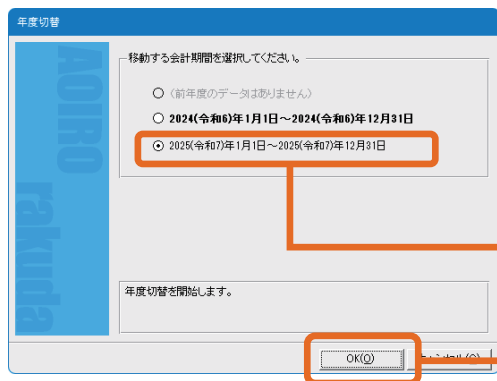 年度切替
移動する会計期間を選択してください。
(前年度のデータはありません)
2024(令和6)年1月1日～2024(令和6)年12月31日
2025(令和7)年1月1日～2025(令和7)年12月31日
AOIRO
rakuda
年度切替を開始します。
OK(O)